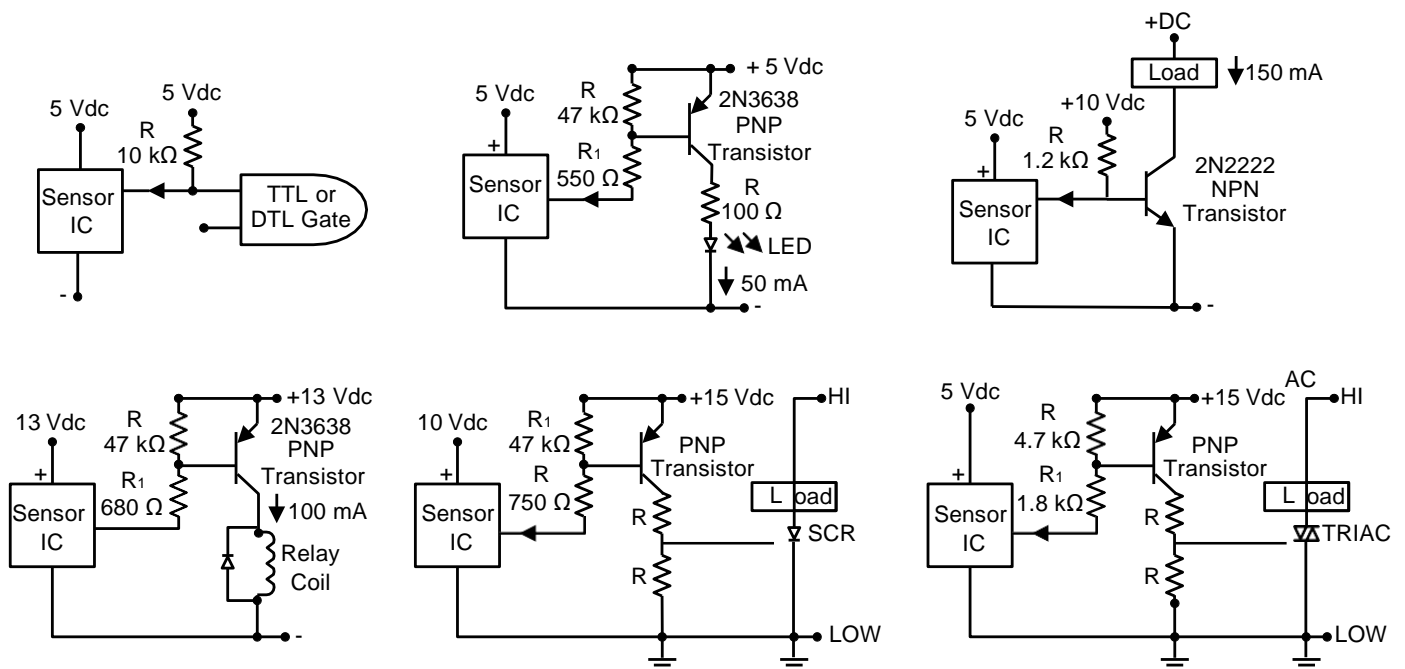 5 Vdc
5 Vdc
R
10 kΩ
Sensor
IC
TTL or
DTL Gate
-
5 Vdc
+ 5 Vdc
R
47 kΩ
2N3638
PNP
Transistor
+
R1
550 Ω
Sensor
IC
R
100 Ω
LED
50 mA
-
+DC
Load
150 mA
+10 Vdc
5 Vdc
R
1.2 kΩ
+
2N2222
NPN
Transistor
Sensor
IC
-
13 Vdc
+13 Vdc
R
47 kΩ
2N3638
PNP
Transistor
+
R1
680 Ω
Sensor
IC
100 mA
Relay
Coil
-
10 Vdc
+15 Vdc
HI
R1
47 kΩ
PNP
Transistor
+
R
750 Ω
Sensor
IC
L oad
R
SCR
R
LOW
5 Vdc
+15 Vdc
AC
HI
R
4.7 kΩ
PNP
Transistor
+
R1
1.8 kΩ
Sensor
IC
L oad
R
TRIAC
R
LOW